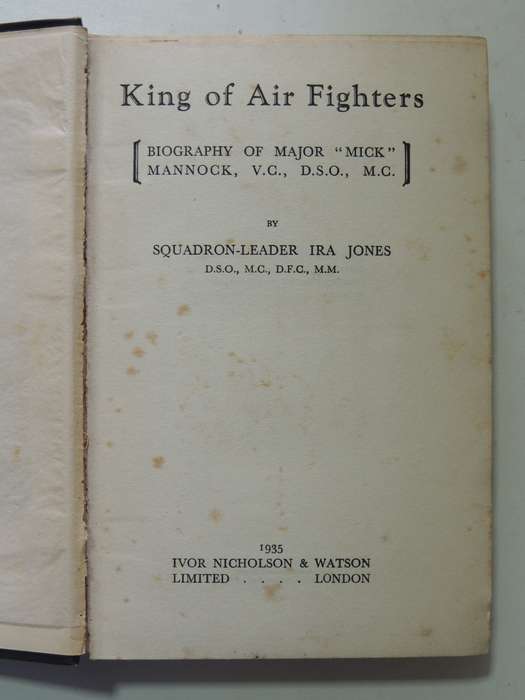 King of Air Fighters
[BIOGRAPHY OF MAJOR "MICK"
MANNOCK, V.C., D.S.O., M.C.]
BY
SQUADRON-LEADER IRA JONES
D.S.O., M.C., D.F.C., M.M.
1935
IVOR NICHOLSON & WATSON
LIMITED . . . . LONDON